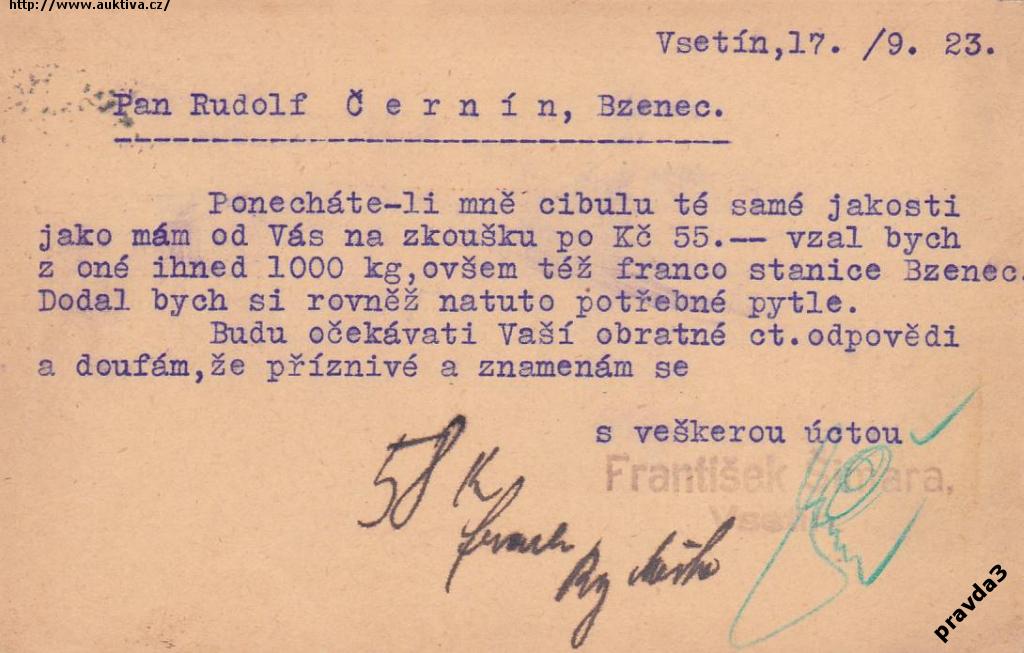 http://www.auktiva.cz/
Vsetín,17. /9. 23.
Pan Rudolf Č e r n í n, Bzenec.
Ponecháte-li mně cibulu té samé jakosti
jako mám od Vás na zkoušku po Kč 55.— vzal bych
z oné ihned 1000 kg,ovšem též franco stanice Bzenec.
Dodal bych si rovněž natuto potřebné pytle.
Budu očekávati Vaší obratné ct.odpovědi
a doufám,že příznivé a znamenám se
s veškerou úctou
František
Vsetín
58 K
pravda3